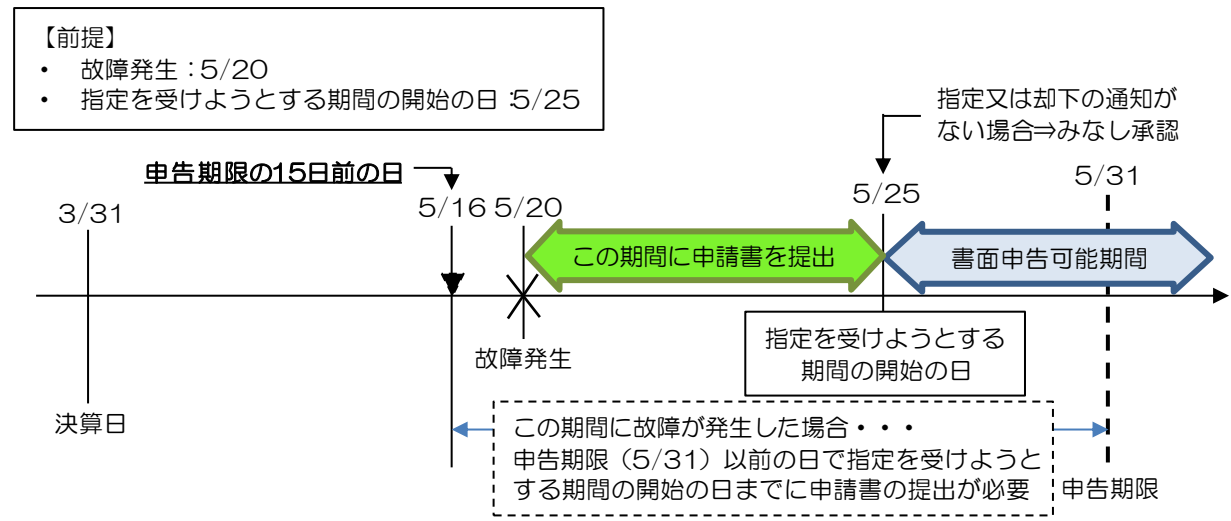 【前提】
・ 故障発生：5/20
・ 指定を受けようとする期間の開始の日：5/25
指定又は却下の通知が
ない場合⇒みなし承認
申告期限の15日前の日
3/31
5/16
5/20
5/25
5/31
この期間に申請書を提出
書面申告可能期間
故障発生
指定を受けようとする
期間の開始の日
決算日
この期間に故障が発生した場合・・・
申告期限（5/31）以前の日で指定を受けようと
する期間の開始の日までに申請書の提出が必要
申告期限